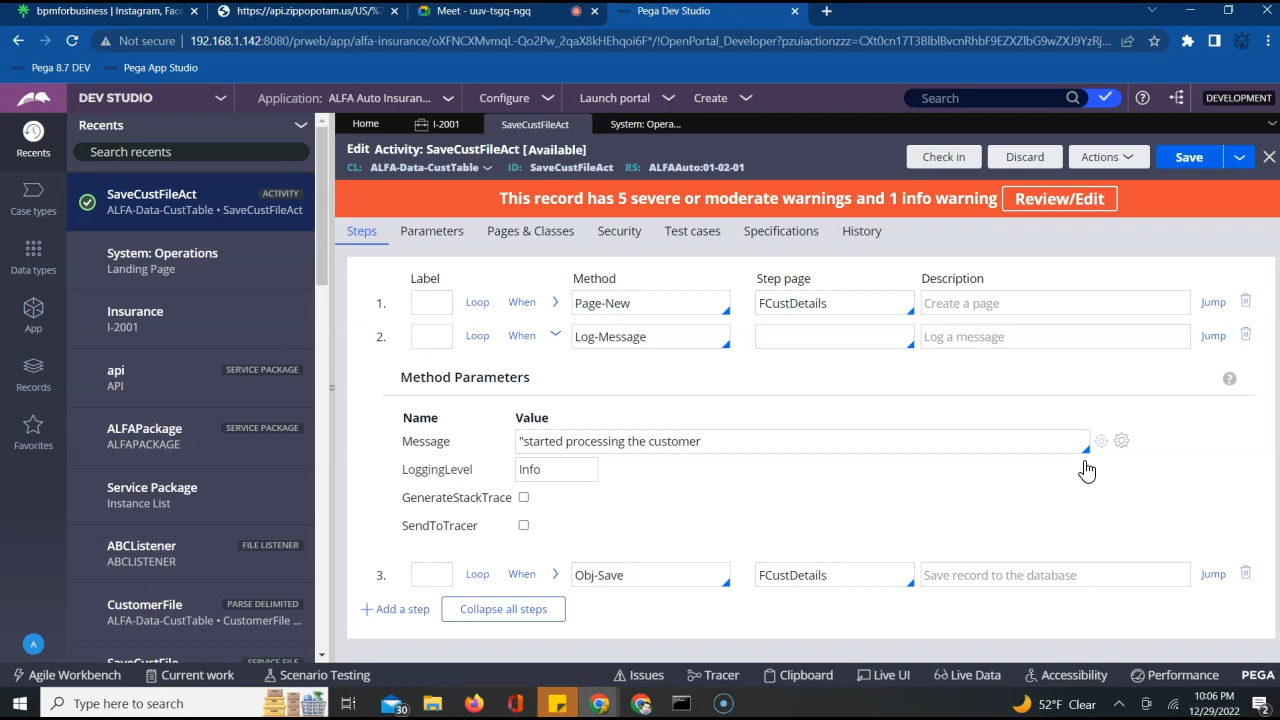 bpmforbusiness | Instagram, Fac
https://api.zippopotam.us/US/%7
Meet - uuv-tsgq-ngq
Pega Dev Studio
Not secure
192.168.1.142:8080/prweb/app/alfa-insurance/oXFNCXMvmqL-Qo2Pw_2qaX8kHEhqoi6F*/!OpenPortal_Developer?pzuiactionzzz=CXt0cn17T3BlblBvcnRhbF9EZXZlbG9wZXJ9YzRj...
Pega 8.7 DEV
Pega App Studio
DEV STUDIO
Application: ALFA Auto Insuran...
Configure
Launch portal
Create
Search
DEVELOPMENT
Recents
Case types
Data types
App
Records
Favorites
A
Recents
Search recents
SaveCustFileAct ACTIVITY
ALFA-Data-CustTable • SaveCustFileAct
System: Operations
Landing Page
Insurance
I-2001
api SERVICE PACKAGE
API
ALFAPackage SERVICE PACKAGE
ALFAPACKAGE
Service Package
Instance List
ABCListener FILE LISTENER
ABCLISTENER
CustomerFile PARSE DELIMITED
ALFA-Data-CustTable • CustomerFile ...
SaveCustFile SERVICE FILE
Home
I-2001
SaveCustFileAct
System: Opera...
Edit Activity: SaveCustFileAct [Available]
CL: ALFA-Data-CustTable ID: SaveCustFileAct RS: ALFAAuto:01-02-01
Check in
Discard
Actions
Save
This record has 5 severe or moderate warnings and 1 info warning
Review/Edit
Steps
Parameters
Pages & Classes
Security
Test cases
Specifications
History
Label Method Step page Description
1. Loop When Page-New FCustDetails Create a page Jump
2. Loop When Log-Message Log a message Jump
Method Parameters
Name Value
Message "started processing the customer
LoggingLevel Info
GenerateStackTrace
SendToTracer
3. Loop When Obj-Save FCustDetails Save record to the database Jump
Add a step
Collapse all steps
Agile Workbench
Current work
Scenario Testing
Issues
Tracer
Clipboard
Live UI
Live Data
Accessibility
Performance
PEGA
Type here to search
30
52°F Clear
10:06 PM
12/29/2022
2